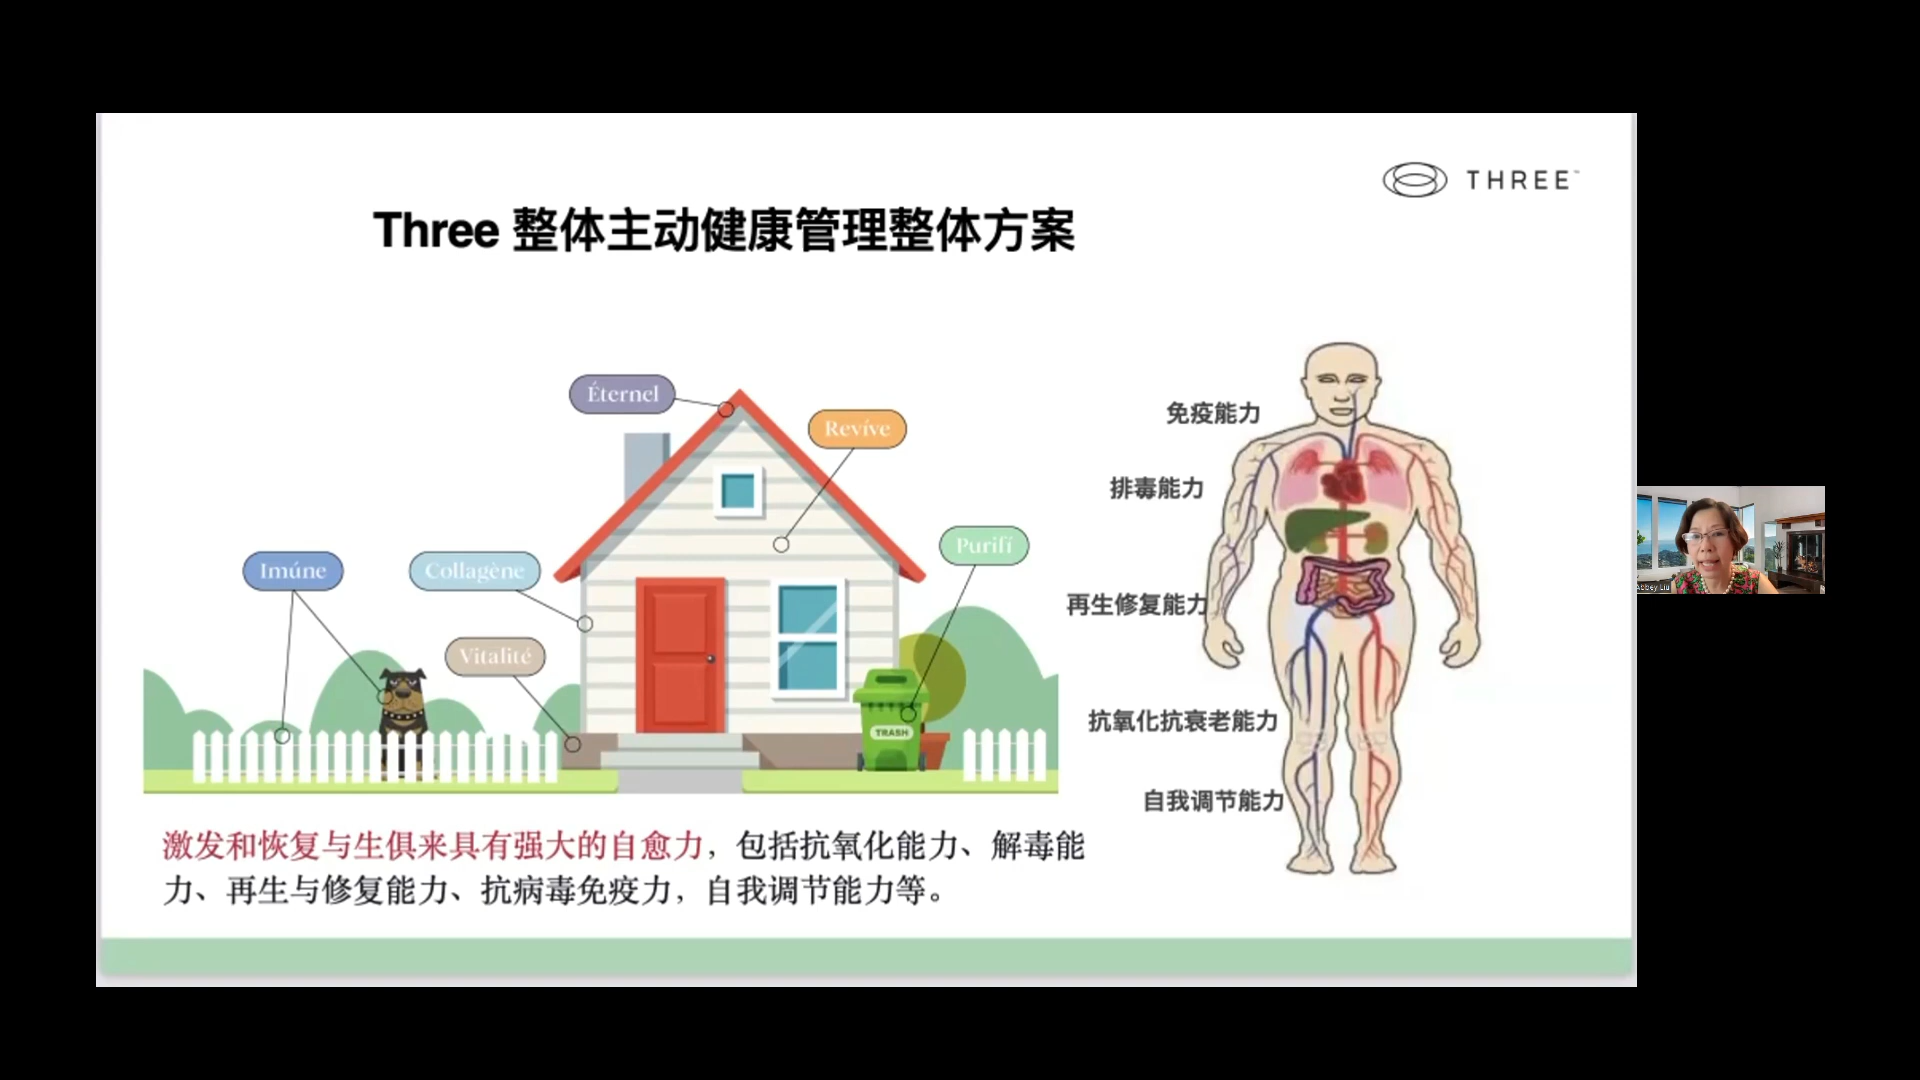 THREE™
Three 整体主动健康管理整体方案
Éternel
Revíve
Purifí
Imúne
Collagène
Vitalité
TRASH
免疫能力
排毒能力
再生修复能力
抗氧化抗衰老能力
自我调节能力
激发和恢复与生俱来具有强大的自愈力，包括抗氧化能力、解毒能
力、再生与修复能力、抗病毒免疫力，自我调节能力等。
Abbey Liu